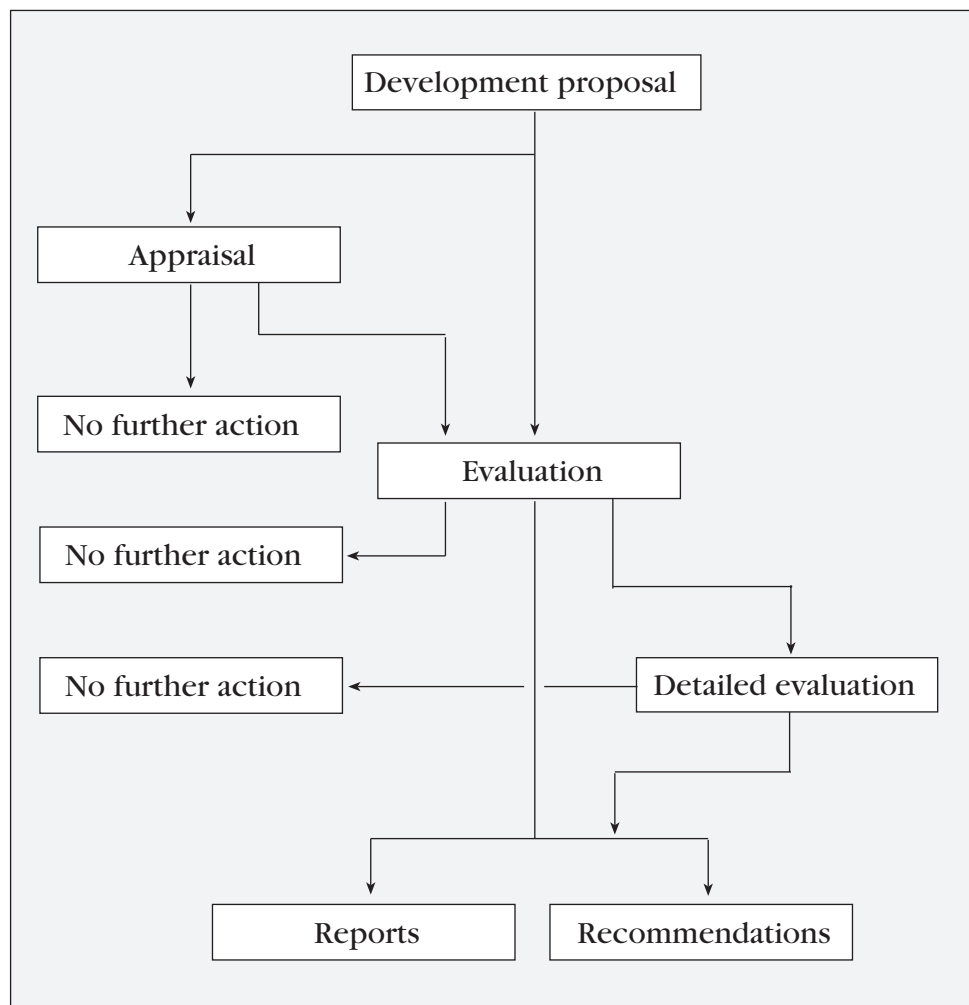 Development proposal
Appraisal
No further action
Evaluation
No further action
No further action
Detailed evaluation
Reports
Recommendations